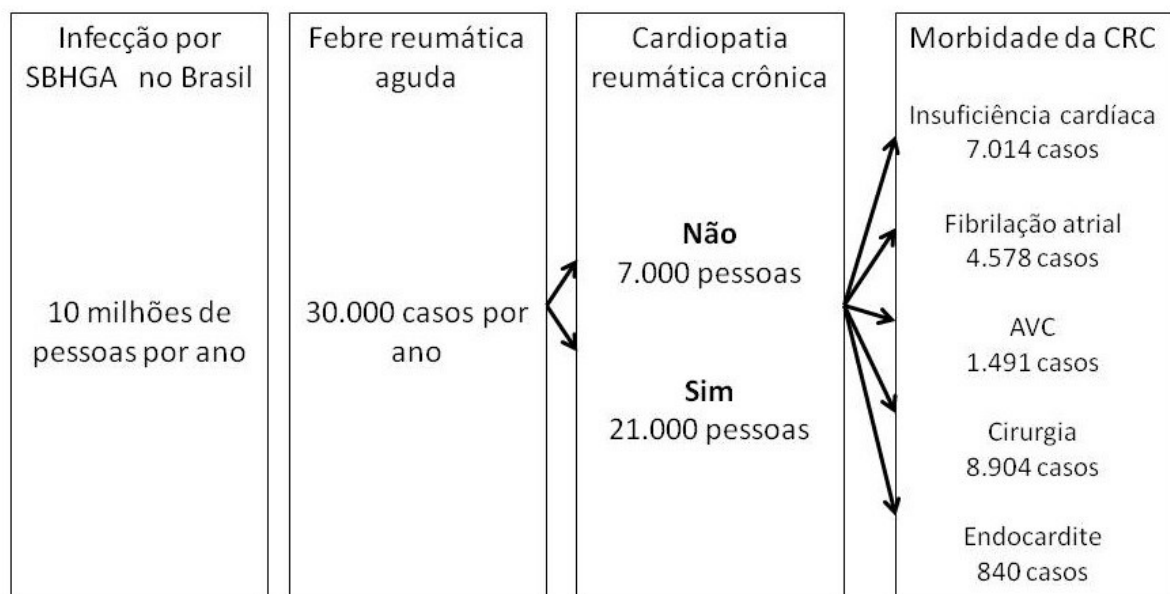 Infecção por
SBHGA no Brasil
10 milhões de
pessoas por ano
Febre reumática
aguda
30.000 casos por
ano
Cardiopatia
reumática crônica
Não
7.000 pessoas
Sim
21.000 pessoas
Morbidade da CRC
Insuficiência cardíaca
7.014 casos
Fibrilação atrial
4.578 casos
AVC
1.491 casos
Cirurgia
8.904 casos
Endocardite
840 casos